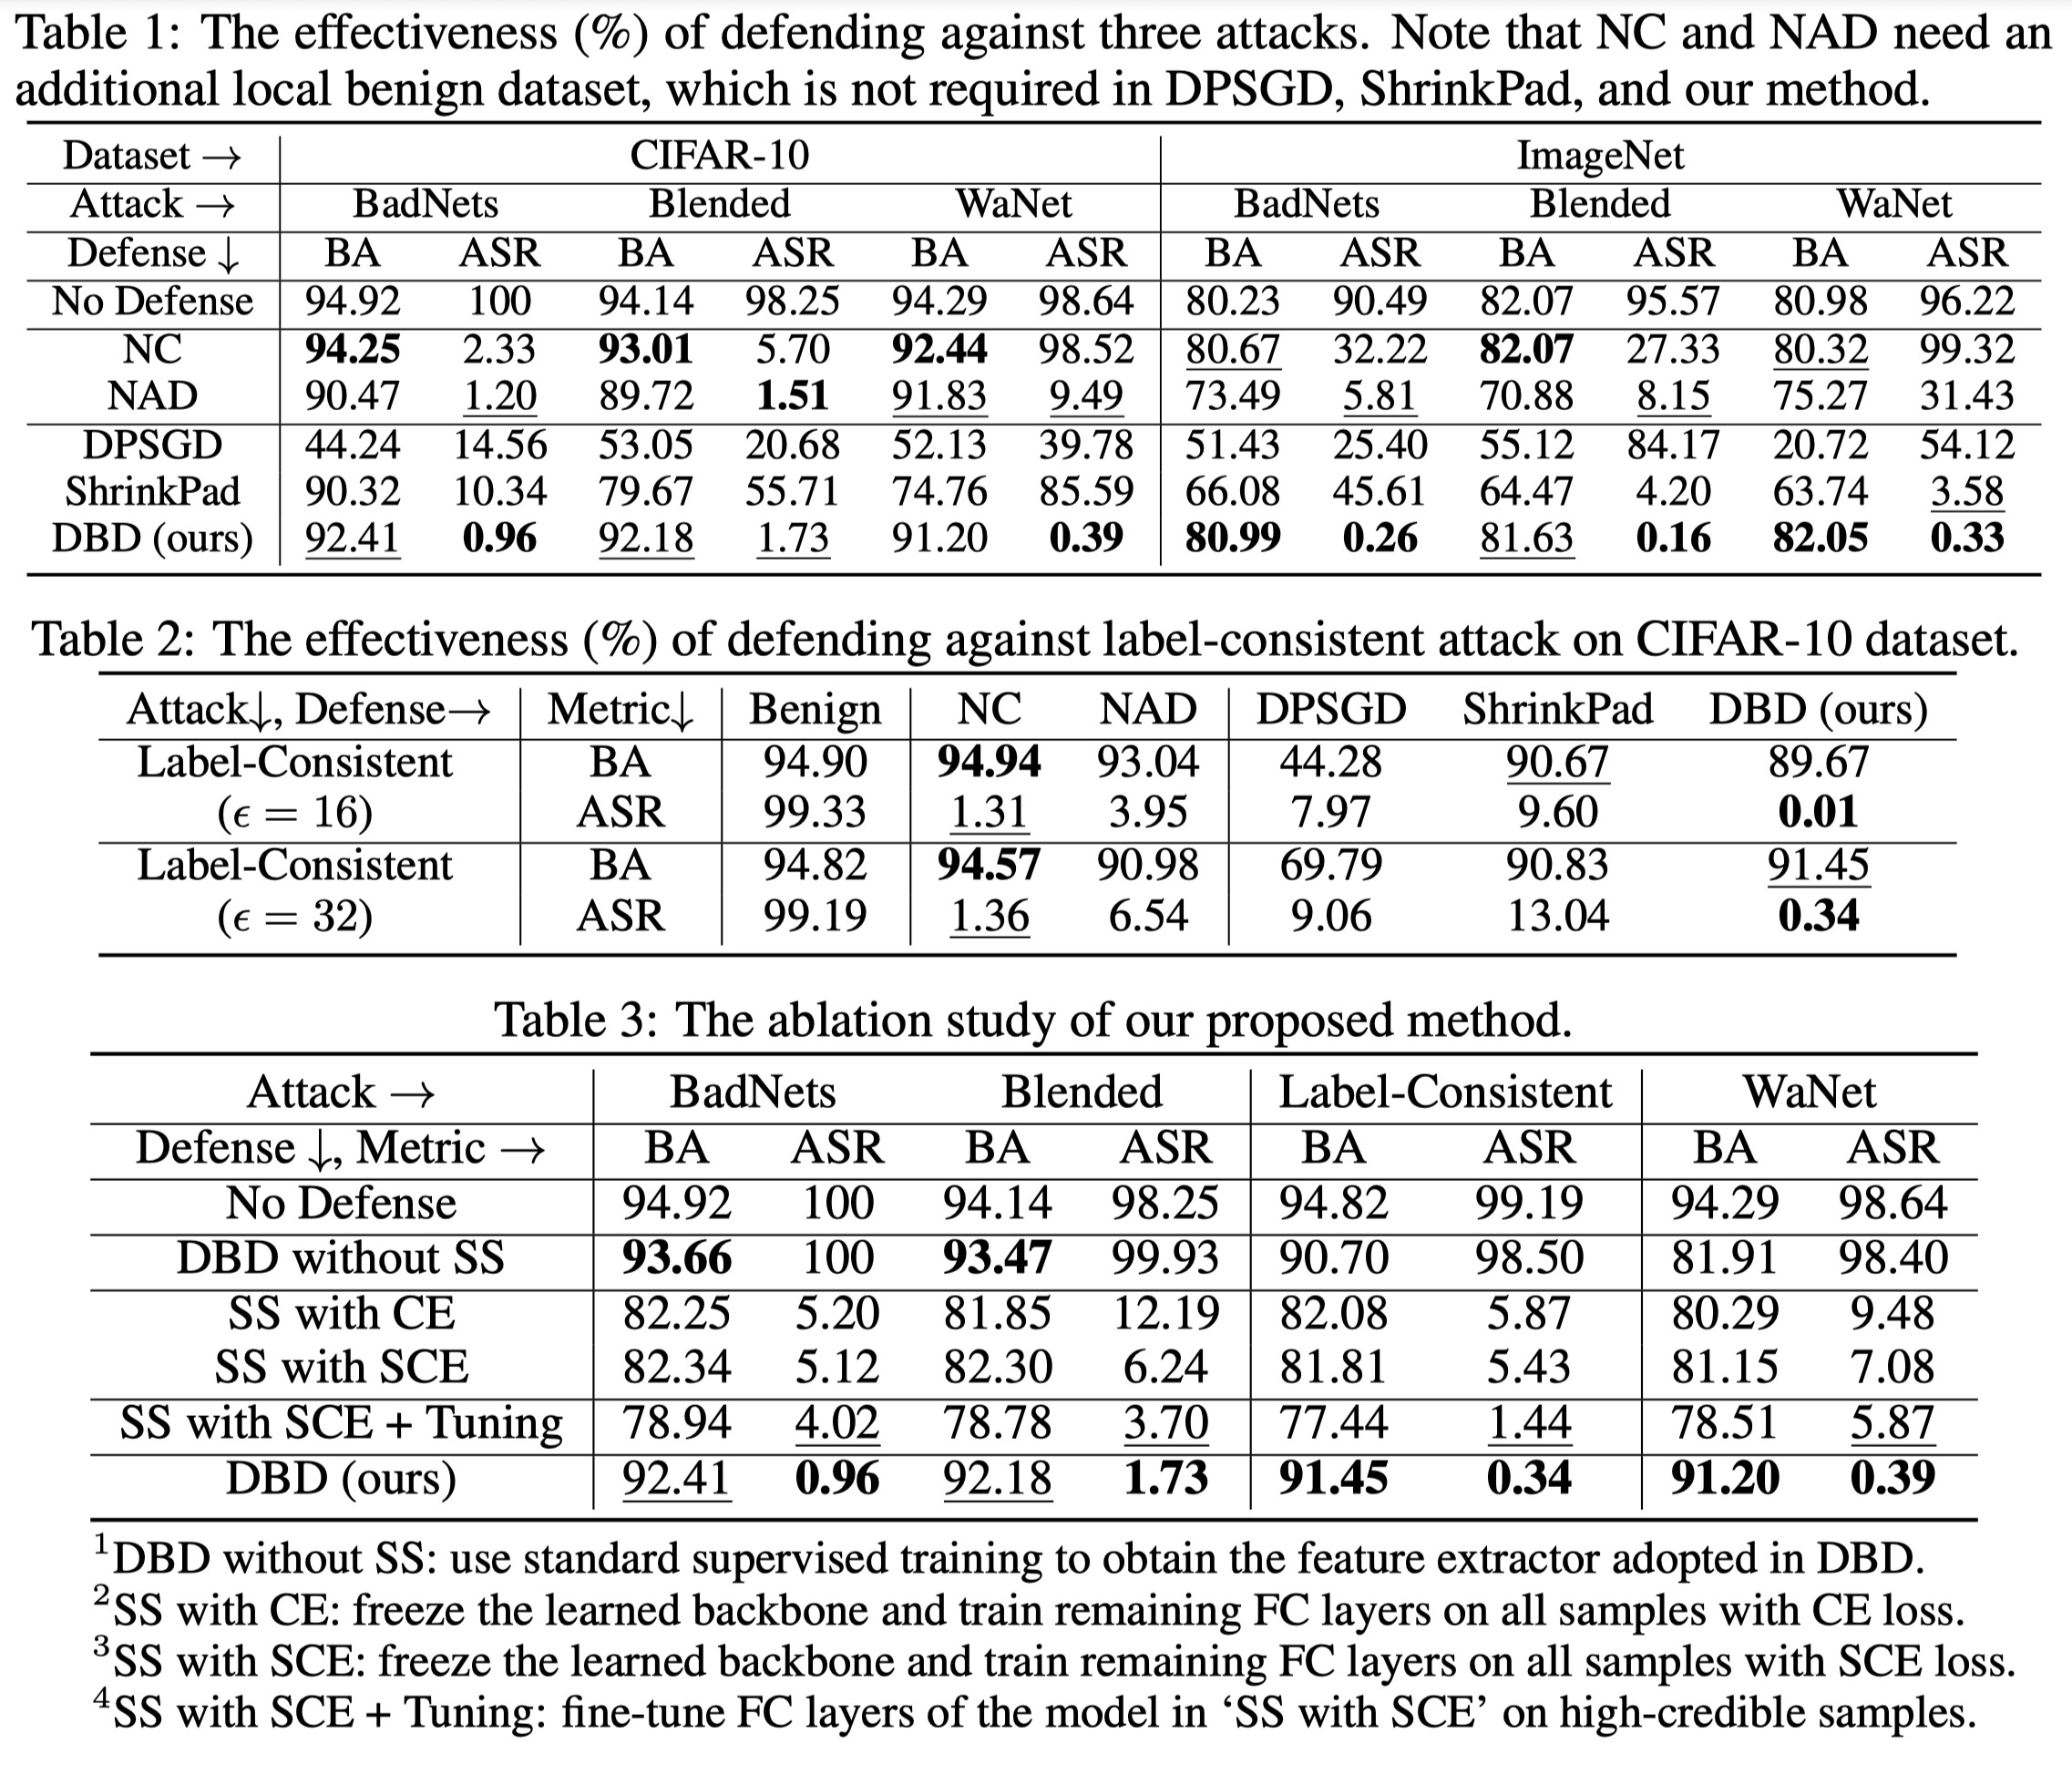 Table 1: The effectiveness (%) of defending against three attacks. Note that NC and NAD need an
additional local benign dataset, which is not required in DPSGD, ShrinkPad, and our method.
Dataset → CIFAR-10 ImageNet
Attack → BadNets Blended WaNet BadNets Blended WaNet
Defense ↓ BA ASR BA ASR BA ASR BA ASR BA ASR BA ASR
No Defense 94.92 100 94.14 98.25 94.29 98.64 80.23 90.49 82.07 95.57 80.98 96.22
NC 94.25 2.33 93.01 5.70 92.44 98.52 80.67 32.22 82.07 27.33 80.32 99.32
NAD 90.47 1.20 89.72 1.51 91.83 9.49 73.49 5.81 70.88 8.15 75.27 31.43
DPSGD 44.24 14.56 53.05 20.68 52.13 39.78 51.43 25.40 55.12 84.17 20.72 54.12
ShrinkPad 90.32 10.34 79.67 55.71 74.76 85.59 66.08 45.61 64.47 4.20 63.74 3.58
DBD (ours) 92.41 0.96 92.18 1.73 91.20 0.39 80.99 0.26 81.63 0.16 82.05 0.33
Table 2: The effectiveness (%) of defending against label-consistent attack on CIFAR-10 dataset.
Attack↓, Defense→ Metric↓ Benign NC NAD DPSGD ShrinkPad DBD (ours)
Label-Consistent BA 94.90 94.94 93.04 44.28 90.67 89.67
(ϵ = 16) ASR 99.33 1.31 3.95 7.97 9.60 0.01
Label-Consistent BA 94.82 94.57 90.98 69.79 90.83 91.45
(ϵ = 32) ASR 99.19 1.36 6.54 9.06 13.04 0.34
Table 3: The ablation study of our proposed method.
Attack → BadNets Blended Label-Consistent WaNet
Defense ↓, Metric → BA ASR BA ASR BA ASR BA ASR
No Defense 94.92 100 94.14 98.25 94.82 99.19 94.29 98.64
DBD without SS 93.66 100 93.47 99.93 90.70 98.50 81.91 98.40
SS with CE 82.25 5.20 81.85 12.19 82.08 5.87 80.29 9.48
SS with SCE 82.34 5.12 82.30 6.24 81.81 5.43 81.15 7.08
SS with SCE + Tuning 78.94 4.02 78.78 3.70 77.44 1.44 78.51 5.87
DBD (ours) 92.41 0.96 92.18 1.73 91.45 0.34 91.20 0.39
1DBD without SS: use standard supervised training to obtain the feature extractor adopted in DBD.
2SS with CE: freeze the learned backbone and train remaining FC layers on all samples with CE loss.
3SS with SCE: freeze the learned backbone and train remaining FC layers on all samples with SCE loss.
4SS with SCE + Tuning: fine-tune FC layers of the model in ‘SS with SCE’ on high-credible samples.